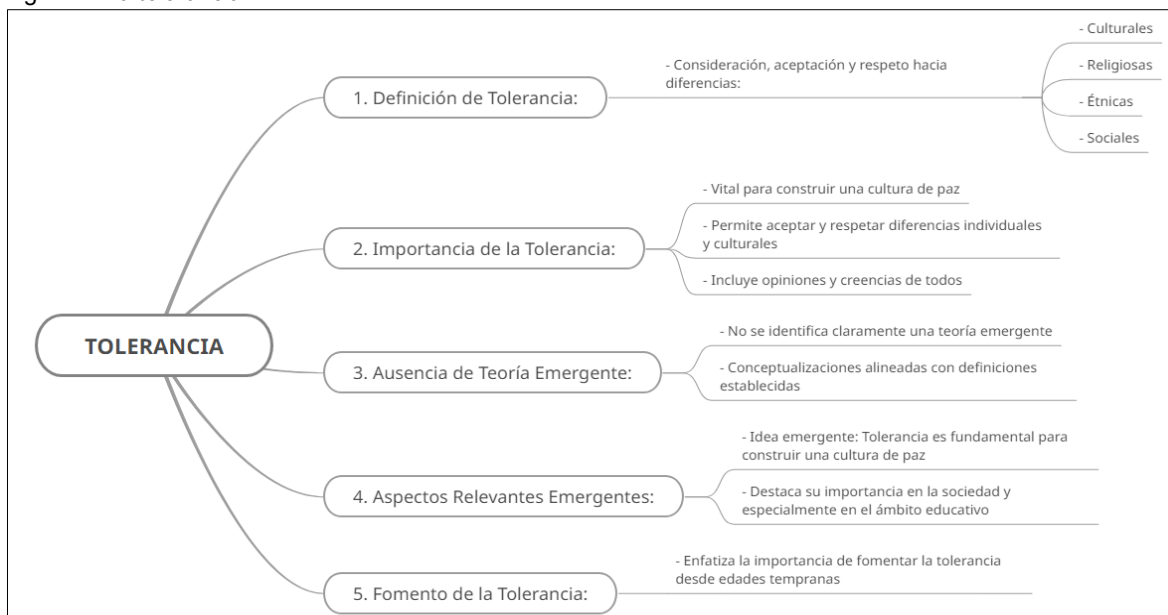 TOLERANCIA
1. Definición de Tolerancia:
- Consideración, aceptación y respeto hacia
diferencias:
- Culturales
- Religiosas
- Étnicas
- Sociales
2. Importancia de la Tolerancia:
- Vital para construir una cultura de paz
- Permite aceptar y respetar diferencias individuales
y culturales
- Incluye opiniones y creencias de todos
3. Ausencia de Teoría Emergente:
- No se identifica claramente una teoría emergente
- Conceptualizaciones alineadas con definiciones
establecidas
4. Aspectos Relevantes Emergentes:
- Idea emergente: Tolerancia es fundamental para
construir una cultura de paz
- Destaca su importancia en la sociedad y
especialmente en el ámbito educativo
5. Fomento de la Tolerancia:
- Enfatiza la importancia de fomentar la tolerancia
desde edades tempranas